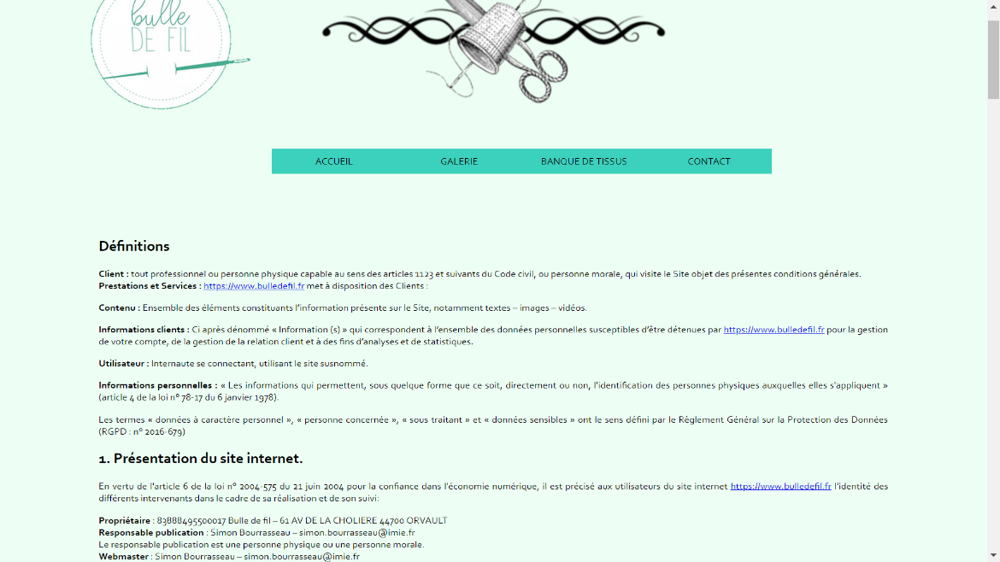 bulle
DE FIL
ACCUEIL
GALERIE
BANQUE DE TISSUS
CONTACT
Définitions
Client : tout professionnel ou personne physique capable au sens des articles 1123 et suivants du Code civil, ou personne morale, qui visite le Site objet des présentes conditions générales.
Prestations et Services : https://www.bulledefil.fr met à disposition des Clients :
Contenu : Ensemble des éléments constituants l'information présente sur le Site, notamment textes – images – vidéos.
Informations clients : Ci après dénommé « Information (s) » qui correspondent à l'ensemble des données personnelles susceptibles d'être détenues par https://www.bulledefil.fr pour la gestion
de votre compte, de la gestion de la relation client et à des fins d'analyses et de statistiques.
Utilisateur : Internaute se connectant, utilisant le site susnommé.
Informations personnelles : « Les informations qui permettent, sous quelque forme que ce soit, directement ou non, l'identification des personnes physiques auxquelles elles s'appliquent »
(article 4 de la loi n° 78-17 du 6 janvier 1978).
Les termes « données à caractère personnel », « personne concernée », « sous traitant » et « données sensibles » ont le sens défini par le Règlement Général sur la Protection des Données
(RGPD : n° 2016-679)
1. Présentation du site internet.
En vertu de l'article 6 de la loi n° 2004-575 du 21 juin 2004 pour la confiance dans l'économie numérique, il est précisé aux utilisateurs du site internet https://www.bulledefil.fr l'identité des
différents intervenants dans le cadre de sa réalisation et de son suivi:
Propriétaire : 83888495500017 Bulle de fil – 61 AV DE LA CHOLIERE 44700 ORVAULT
Responsable publication : Simon Bourrasseau – simon.bourrasseau@imie.fr
Le responsable publication est une personne physique ou une personne morale.
Webmaster : Simon Bourrasseau – simon.bourrasseau@imie.fr